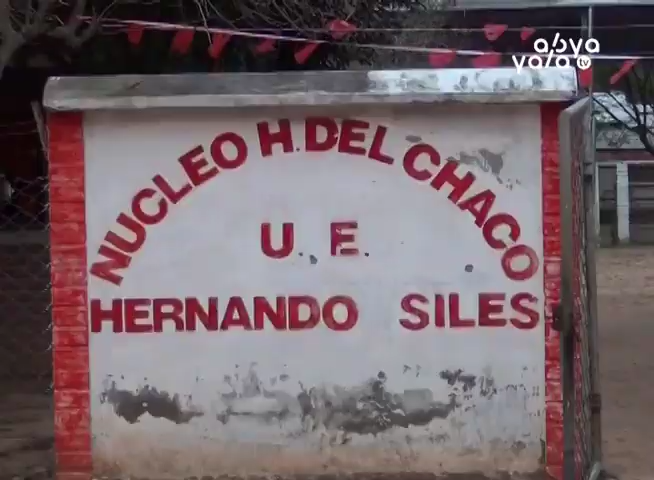 abya
yala tv
NUCLEO H. DEL CHACO
U. E.
HERNANDO SILES